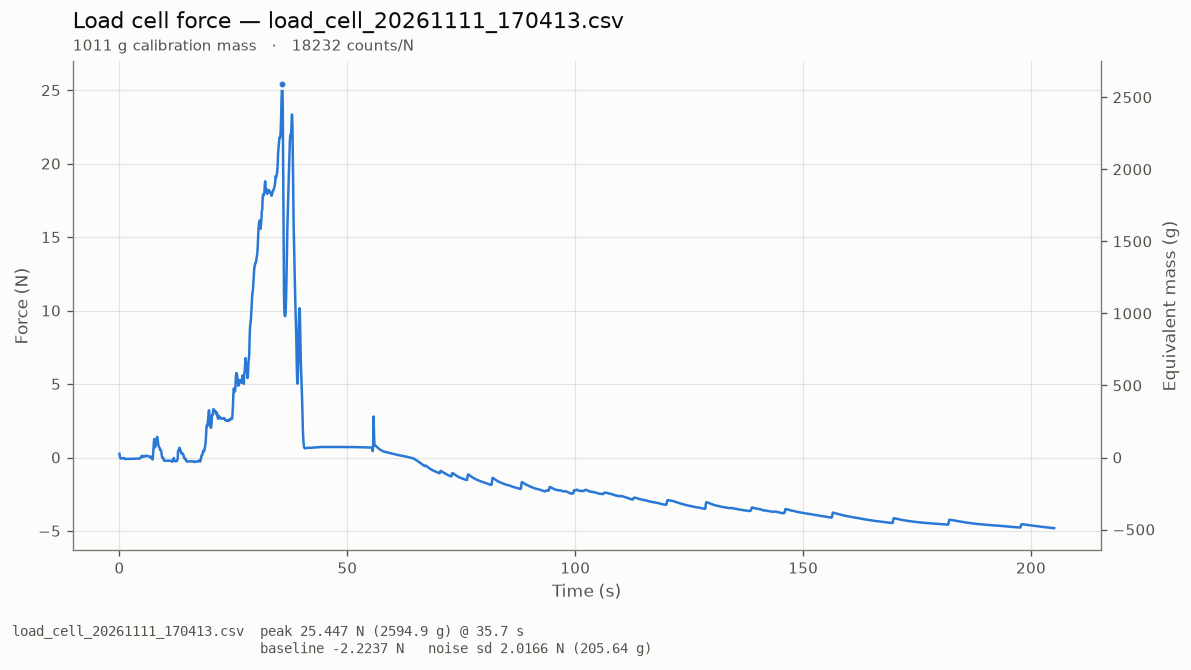 Load cell force — load_cell_20261111_170413.csv
1011 g calibration mass · 18232 counts/N
25
20
15
10
5
0
−5
Force (N)
2500
2000
1500
1000
500
0
−500
Equivalent mass (g)
0 50 100 150 200
Time (s)
load_cell_20261111_170413.csv peak 25.447 N (2594.9 g) @ 35.7 s
baseline -2.2237 N noise sd 2.0166 N (205.64 g)